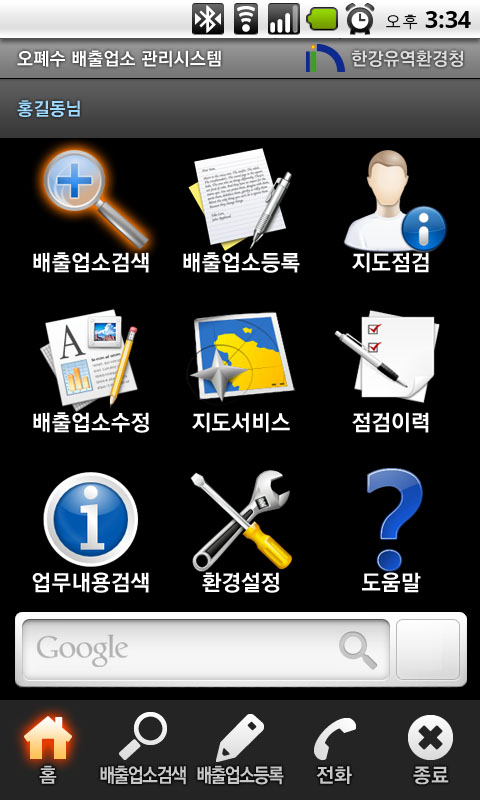 오후 3:34
오폐수 배출업소 관리시스템
한강유역환경청
홍길동님
배출업소검색 배출업소등록 지도점검
배출업소수정 지도서비스 점검이력
업무내용검색 환경설정 도움말
Google
홈 배출업소검색 배출업소등록 전화 종료